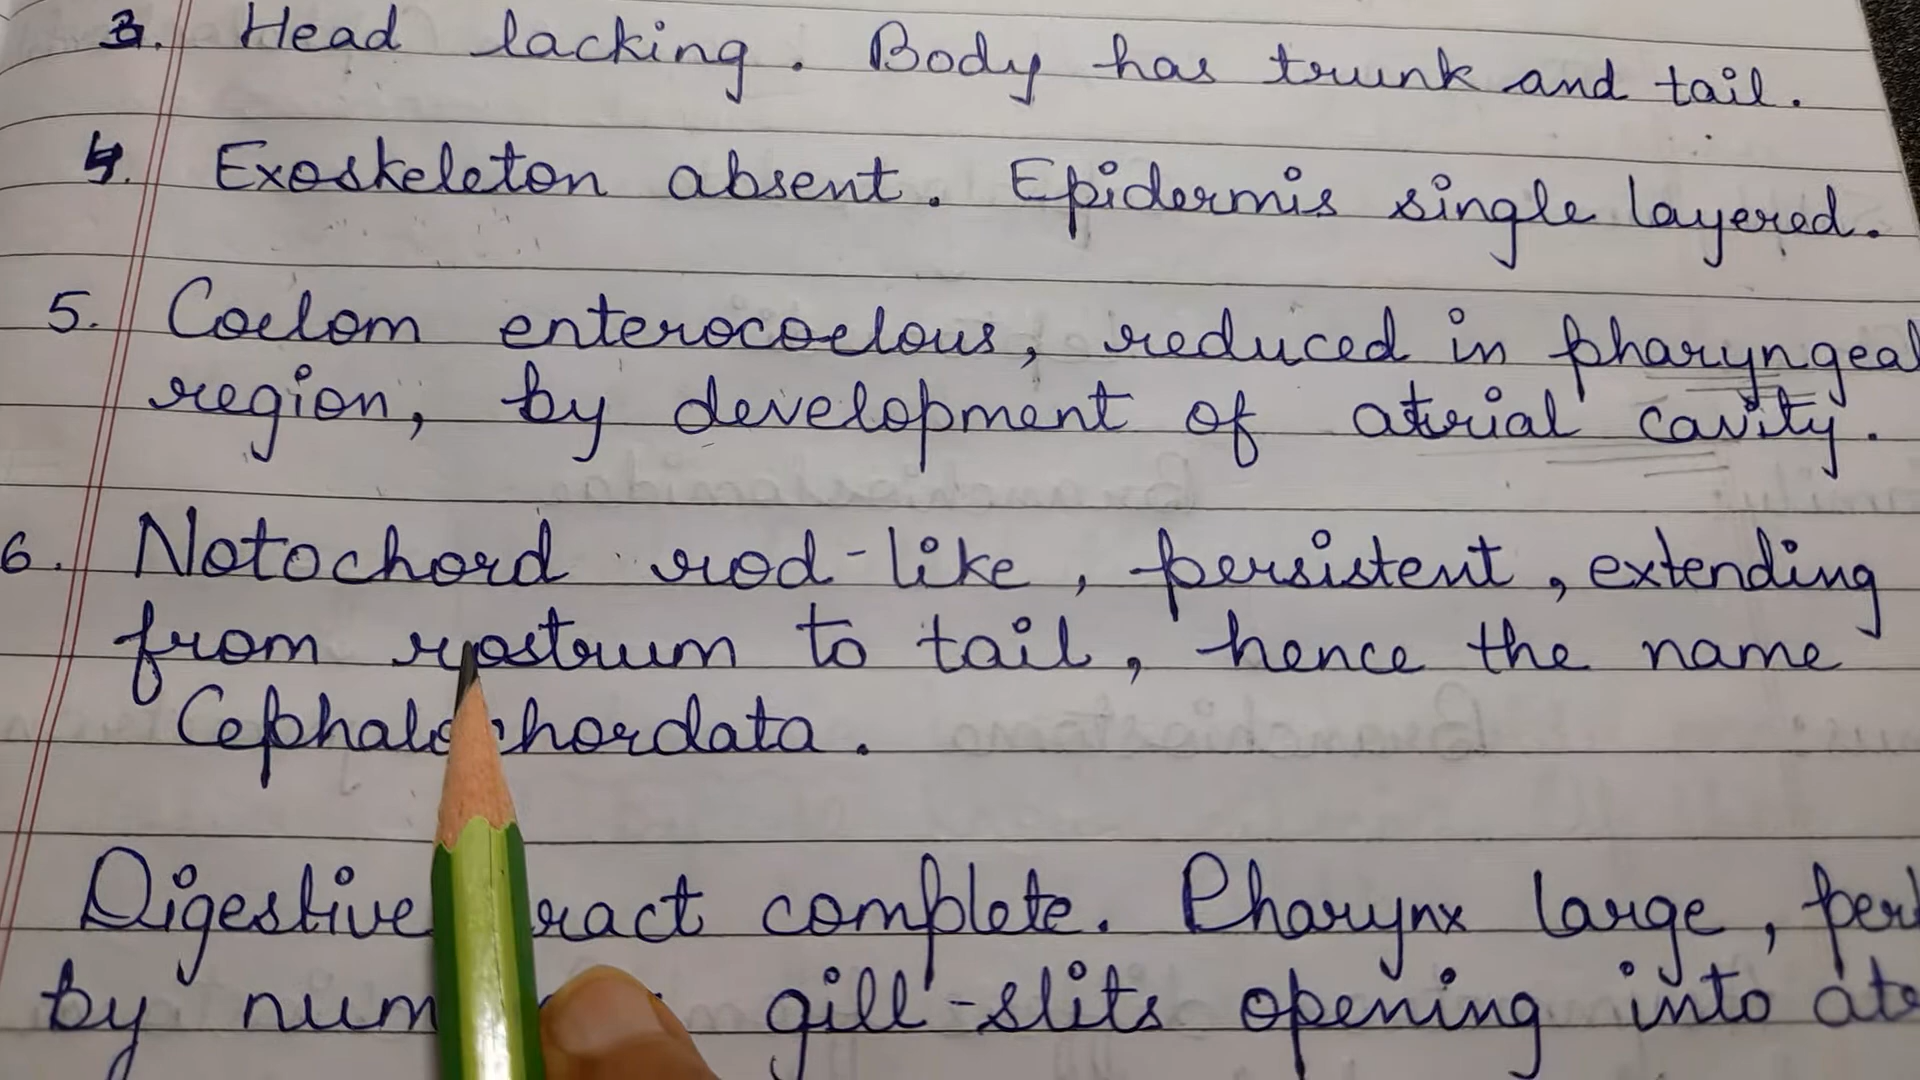 3. Head lacking. Body has trunk and tail.
4. Exoskeleton absent. Epidermis single layered.
5. Coelom enterocoelous, reduced in pharyngeal
region, by development of atrial cavity.
6. Notochord rod-like, persistent, extending
from rostrum to tail, hence the name
Cephalochordata.
Digestive tract complete. Pharynx large,
by gill-slits opening into